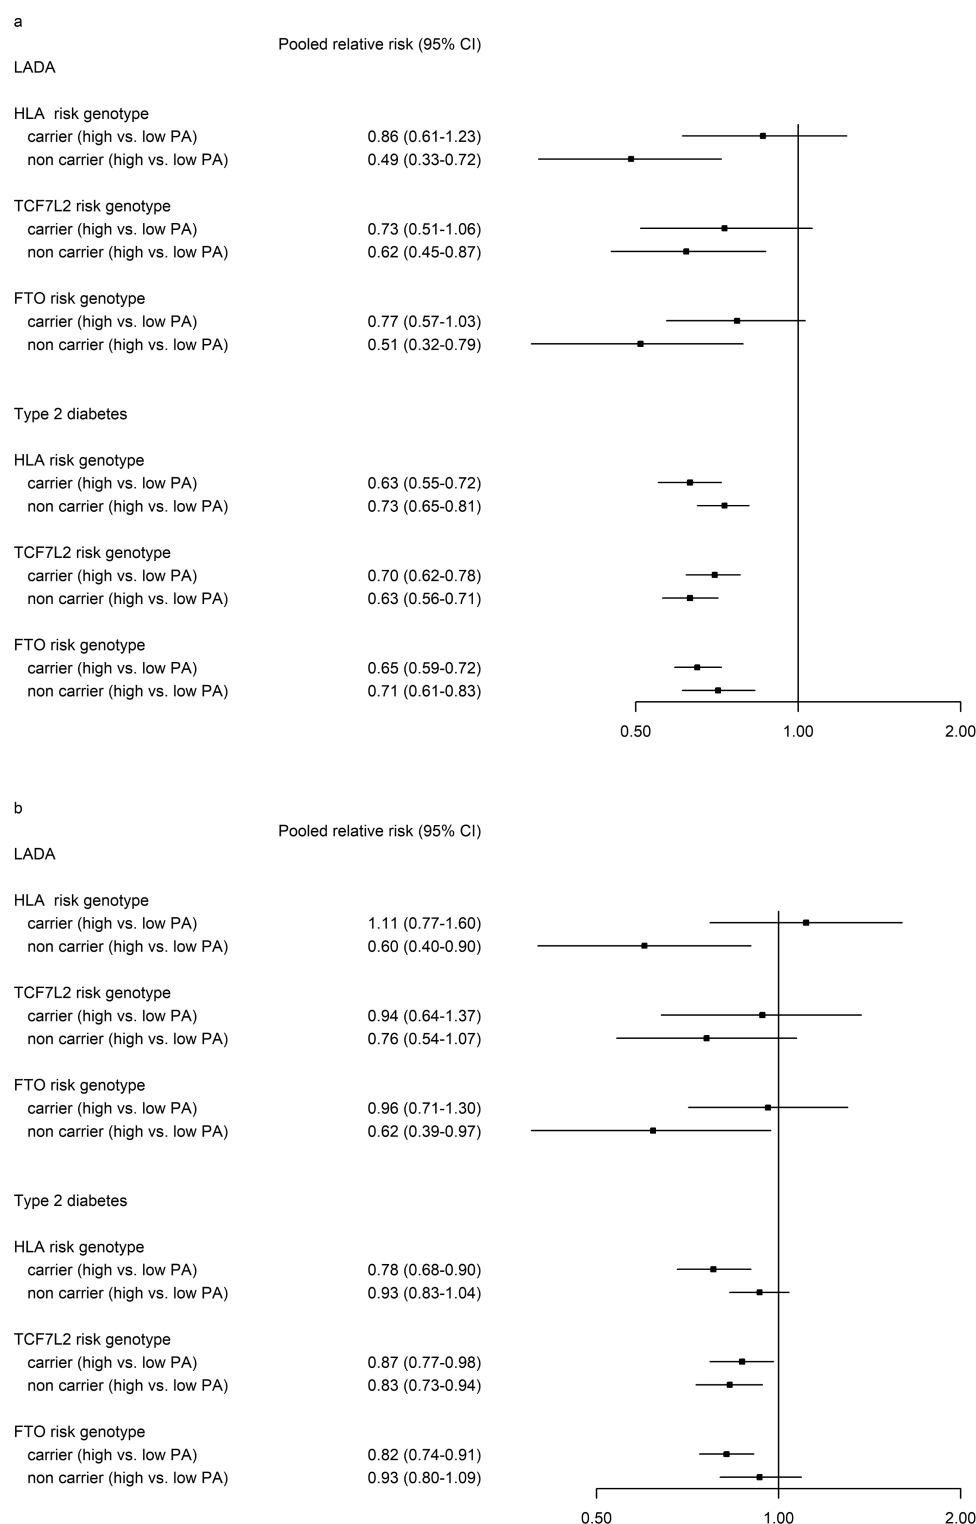 a
Pooled relative risk (95% CI)
LADA
HLA  risk genotype
carrier (high vs. low PA) 0.86 (0.61-1.23)
non carrier (high vs. low PA) 0.49 (0.33-0.72)
TCF7L2 risk genotype
carrier (high vs. low PA) 0.73 (0.51-1.06)
non carrier (high vs. low PA) 0.62 (0.45-0.87)
FTO risk genotype
carrier (high vs. low PA) 0.77 (0.57-1.03)
non carrier (high vs. low PA) 0.51 (0.32-0.79)
Type 2 diabetes
HLA risk genotype
carrier (high vs. low PA) 0.63 (0.55-0.72)
non carrier (high vs. low PA) 0.73 (0.65-0.81)
TCF7L2 risk genotype
carrier (high vs. low PA) 0.70 (0.62-0.78)
non carrier (high vs. low PA) 0.63 (0.56-0.71)
FTO risk genotype
carrier (high vs. low PA) 0.65 (0.59-0.72)
non carrier (high vs. low PA) 0.71 (0.61-0.83)
0.50 1.00 2.00
b
Pooled relative risk (95% CI)
LADA
HLA  risk genotype
carrier (high vs. low PA) 1.11 (0.77-1.60)
non carrier (high vs. low PA) 0.60 (0.40-0.90)
TCF7L2 risk genotype
carrier (high vs. low PA) 0.94 (0.64-1.37)
non carrier (high vs. low PA) 0.76 (0.54-1.07)
FTO risk genotype
carrier (high vs. low PA) 0.96 (0.71-1.30)
non carrier (high vs. low PA) 0.62 (0.39-0.97)
Type 2 diabetes
HLA risk genotype
carrier (high vs. low PA) 0.78 (0.68-0.90)
non carrier (high vs. low PA) 0.93 (0.83-1.04)
TCF7L2 risk genotype
carrier (high vs. low PA) 0.87 (0.77-0.98)
non carrier (high vs. low PA) 0.83 (0.73-0.94)
FTO risk genotype
carrier (high vs. low PA) 0.82 (0.74-0.91)
non carrier (high vs. low PA) 0.93 (0.80-1.09)
0.50 1.00 2.00